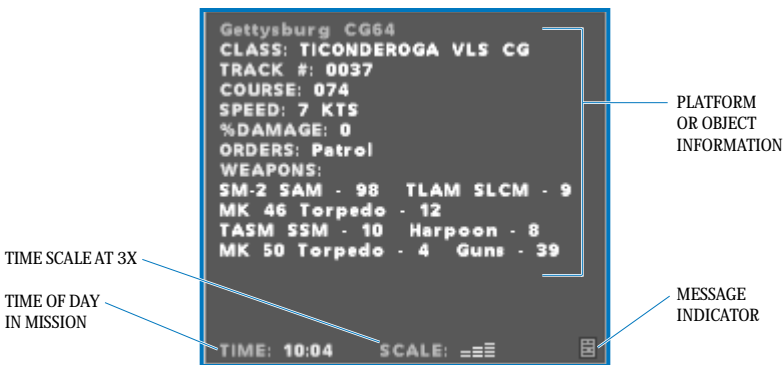 Gettysburg CG64
CLASS: TICONDEROGA VLS CG
TRACK #: 0037
COURSE: 074
SPEED: 7 KTS
%DAMAGE: 0
ORDERS: Patrol
WEAPONS:
SM-2 SAM - 98 TLAM SLCM - 9
MK 46 Torpedo - 12
TASM SSM - 10 Harpoon - 8
MK 50 Torpedo - 4 Guns - 39
TIME: 10:04 SCALE:
PLATFORM
OR OBJECT
INFORMATION
TIME SCALE AT 3X
TIME OF DAY
IN MISSION
MESSAGE
INDICATOR